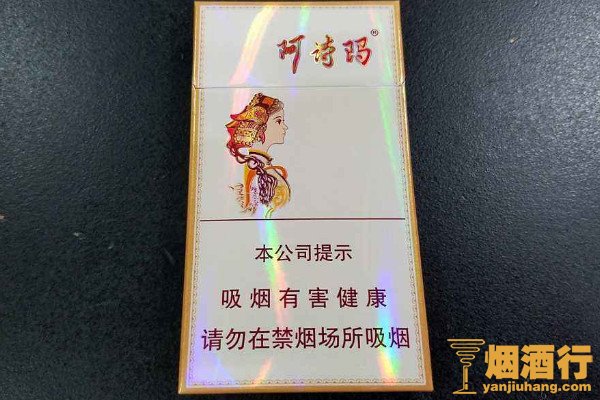 阿诗玛®
本公司提示
吸烟有害健康
请勿在禁烟场所吸烟
烟酒行
yanjiuhang.com